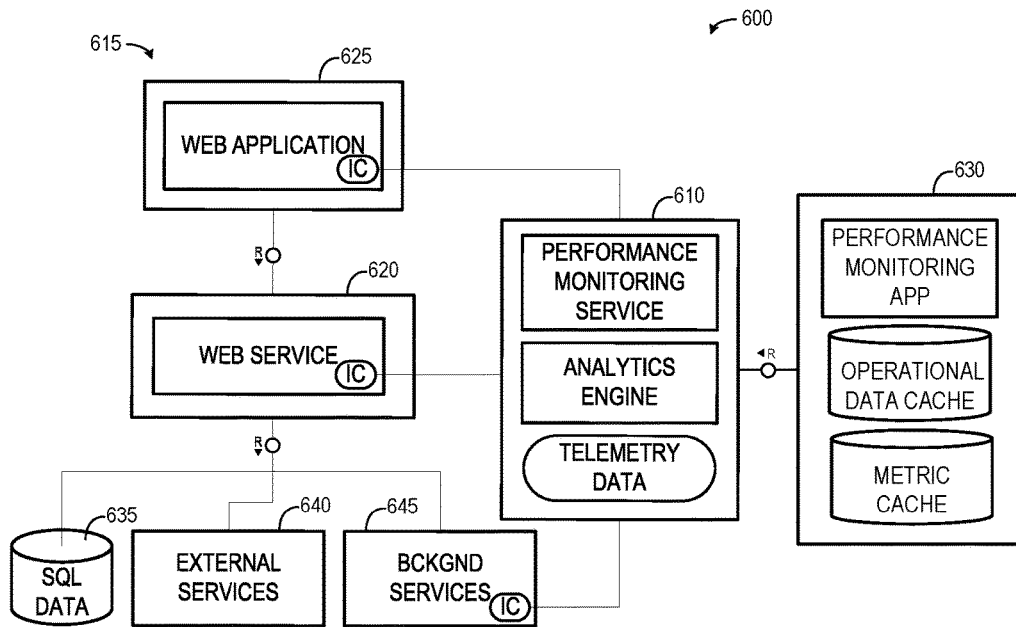 600
615
625
WEB APPLICATION
IC
R
620
WEB SERVICE
IC
R
635
SQL
DATA
640
EXTERNAL
SERVICES
645
BCKGND
SERVICES
IC
610
PERFORMANCE
MONITORING
SERVICE
ANALYTICS
ENGINE
TELEMETRY
DATA
R
630
PERFORMANCE
MONITORING
APP
OPERATIONAL
DATA CACHE
METRIC
CACHE